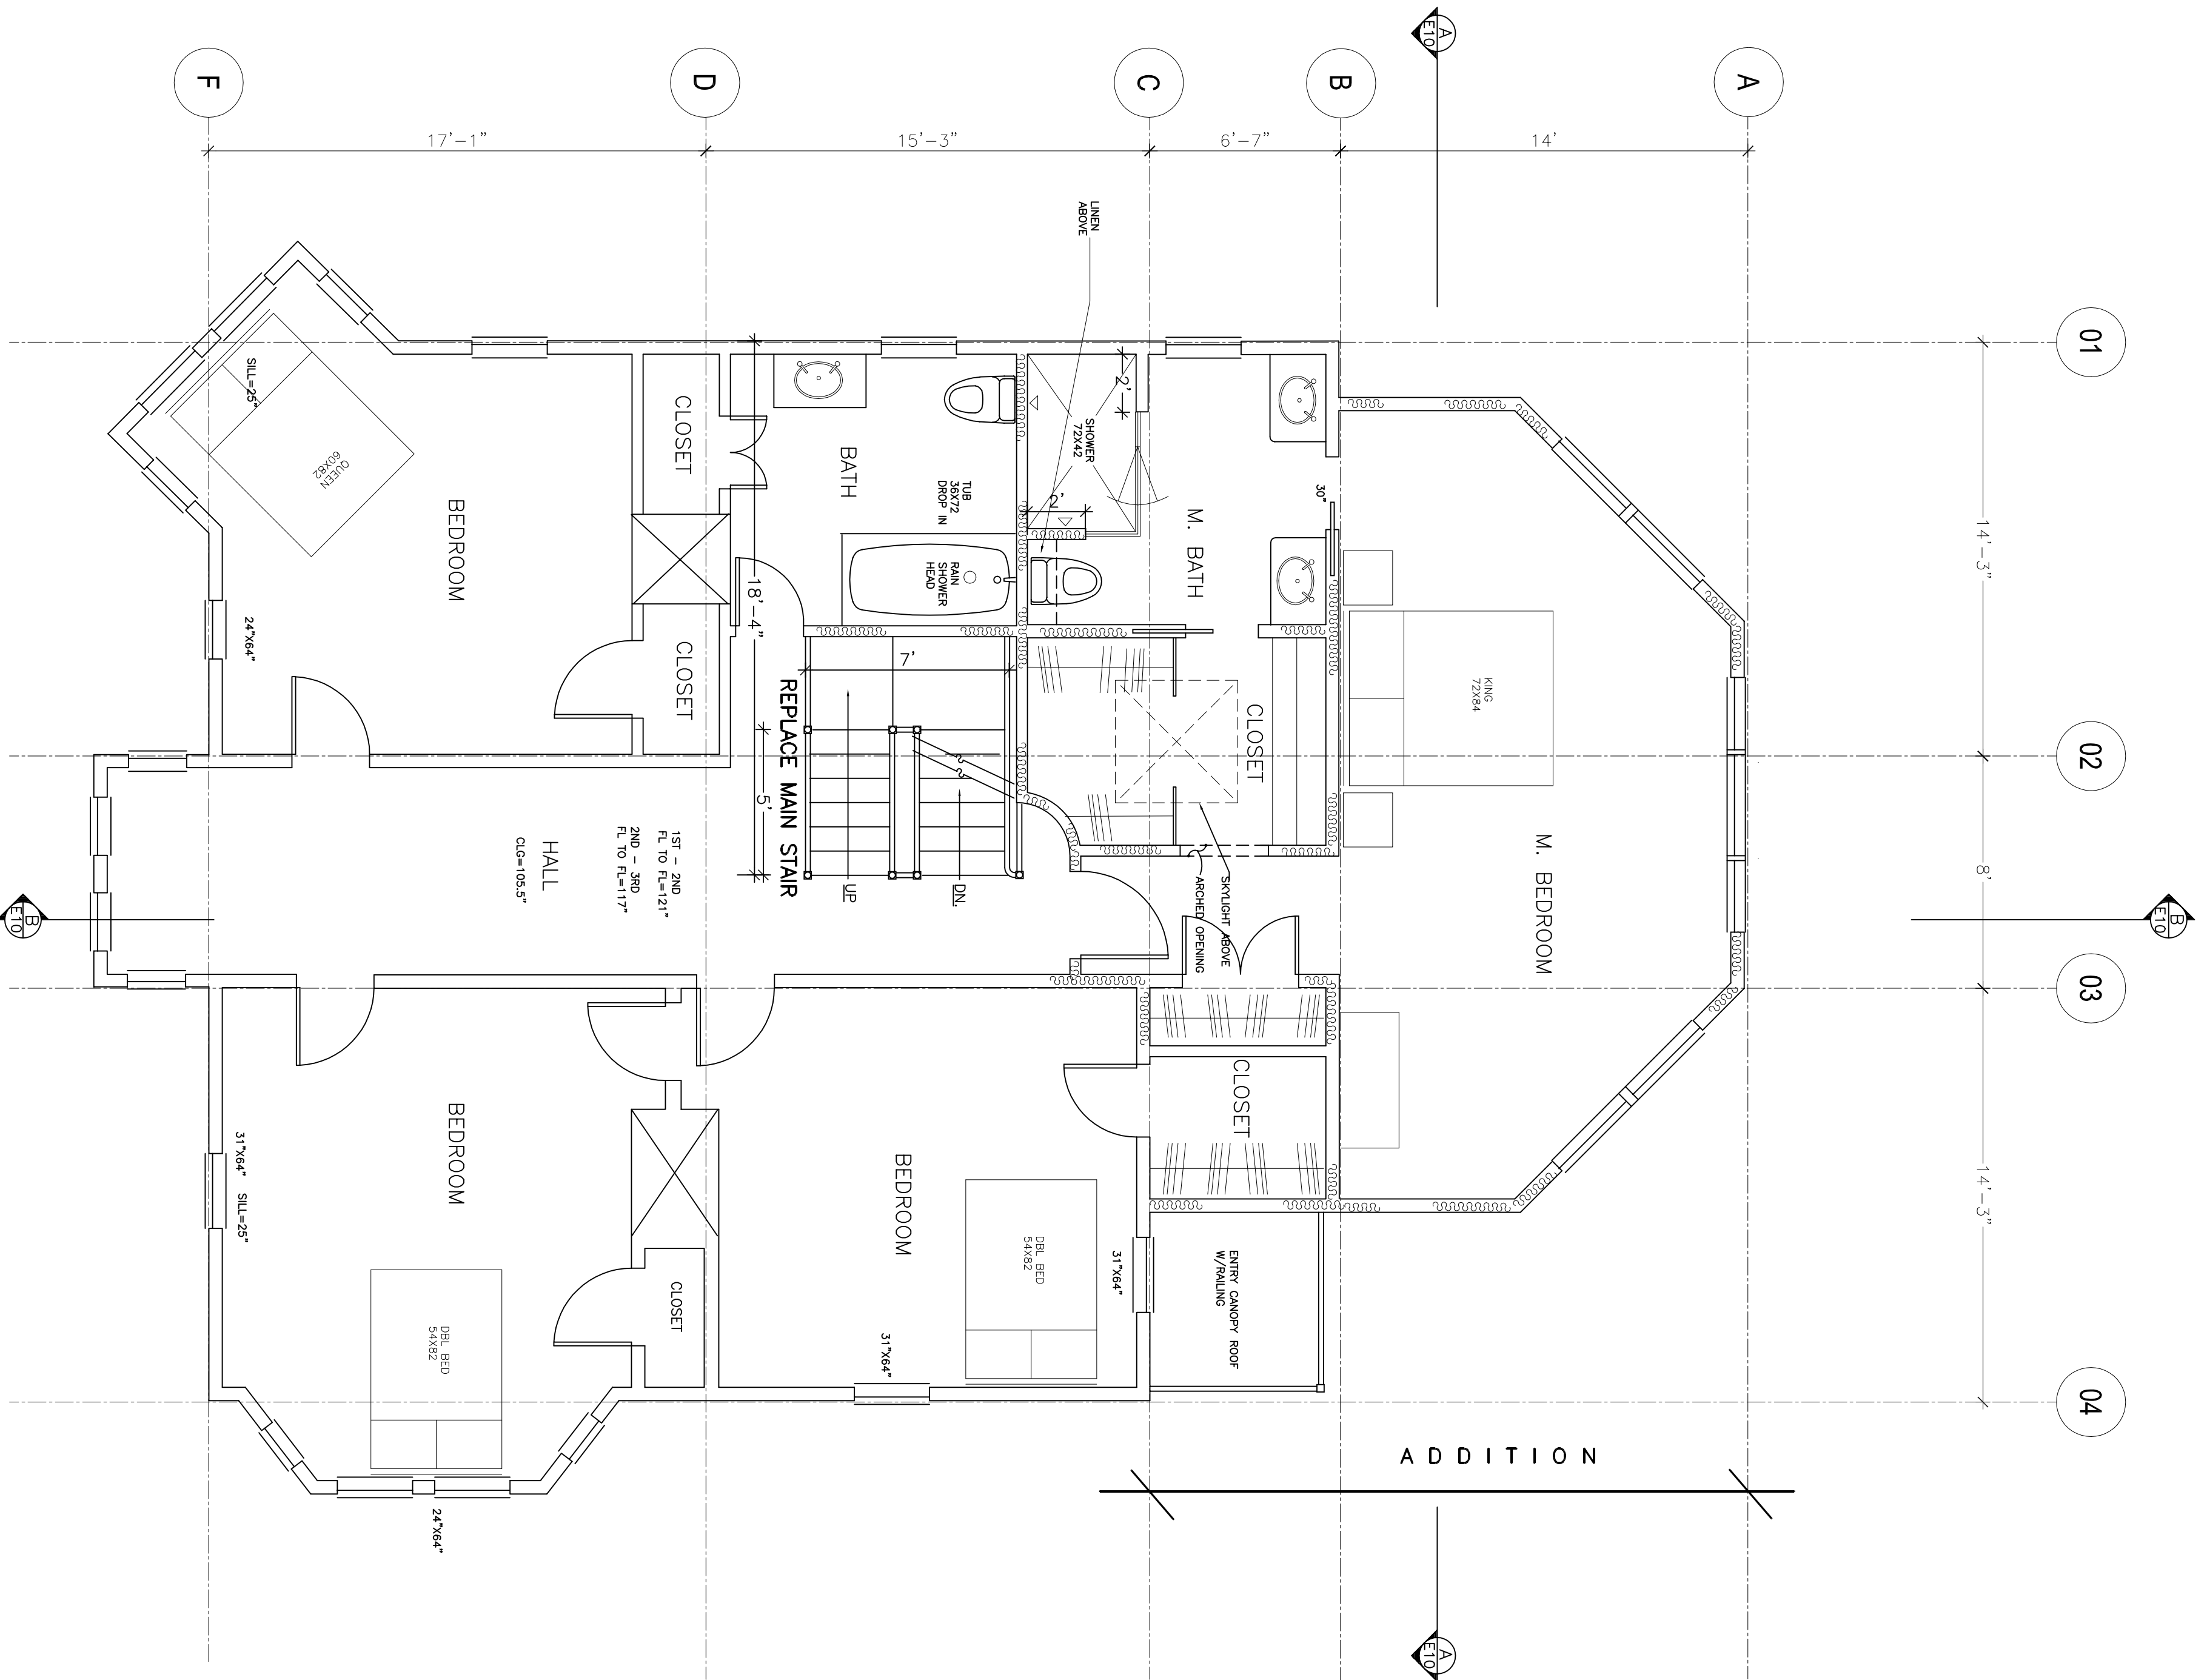 F
D
C
B
A
A
E10
17'-1"
15'-3"
6'-7"
14'
01
02
03
04
14'-3"
8'
14'-3"
LINEN
ABOVE
SILL=25"
QUEEN
60X82
BEDROOM
24"X64"
CLOSET
CLOSET
BATH
TUB
36X72
DROP IN
RAIN
SHOWER
HEAD
18'-4"
2'
SHOWER
72X42
2'
M. BATH
30"
KING
72X84
CLOSET
M. BEDROOM
SKYLIGHT ABOVE
ARCHED OPENING
7'
5'
REPLACE MAIN STAIR
UP
DN.
1ST - 2ND
FL TO FL=121"
2ND - 3RD
FL TO FL=117"
HALL
CLG=105.5"
B
E10
B
E10
BEDROOM
31"X64" SILL=25"
DBL BED
54X82
24"X64"
CLOSET
BEDROOM
DBL BED
54X82
31"X64"
31"X64"
CLOSET
ENTRY CANOPY ROOF
W/RAILING
ADDITION
A
E10